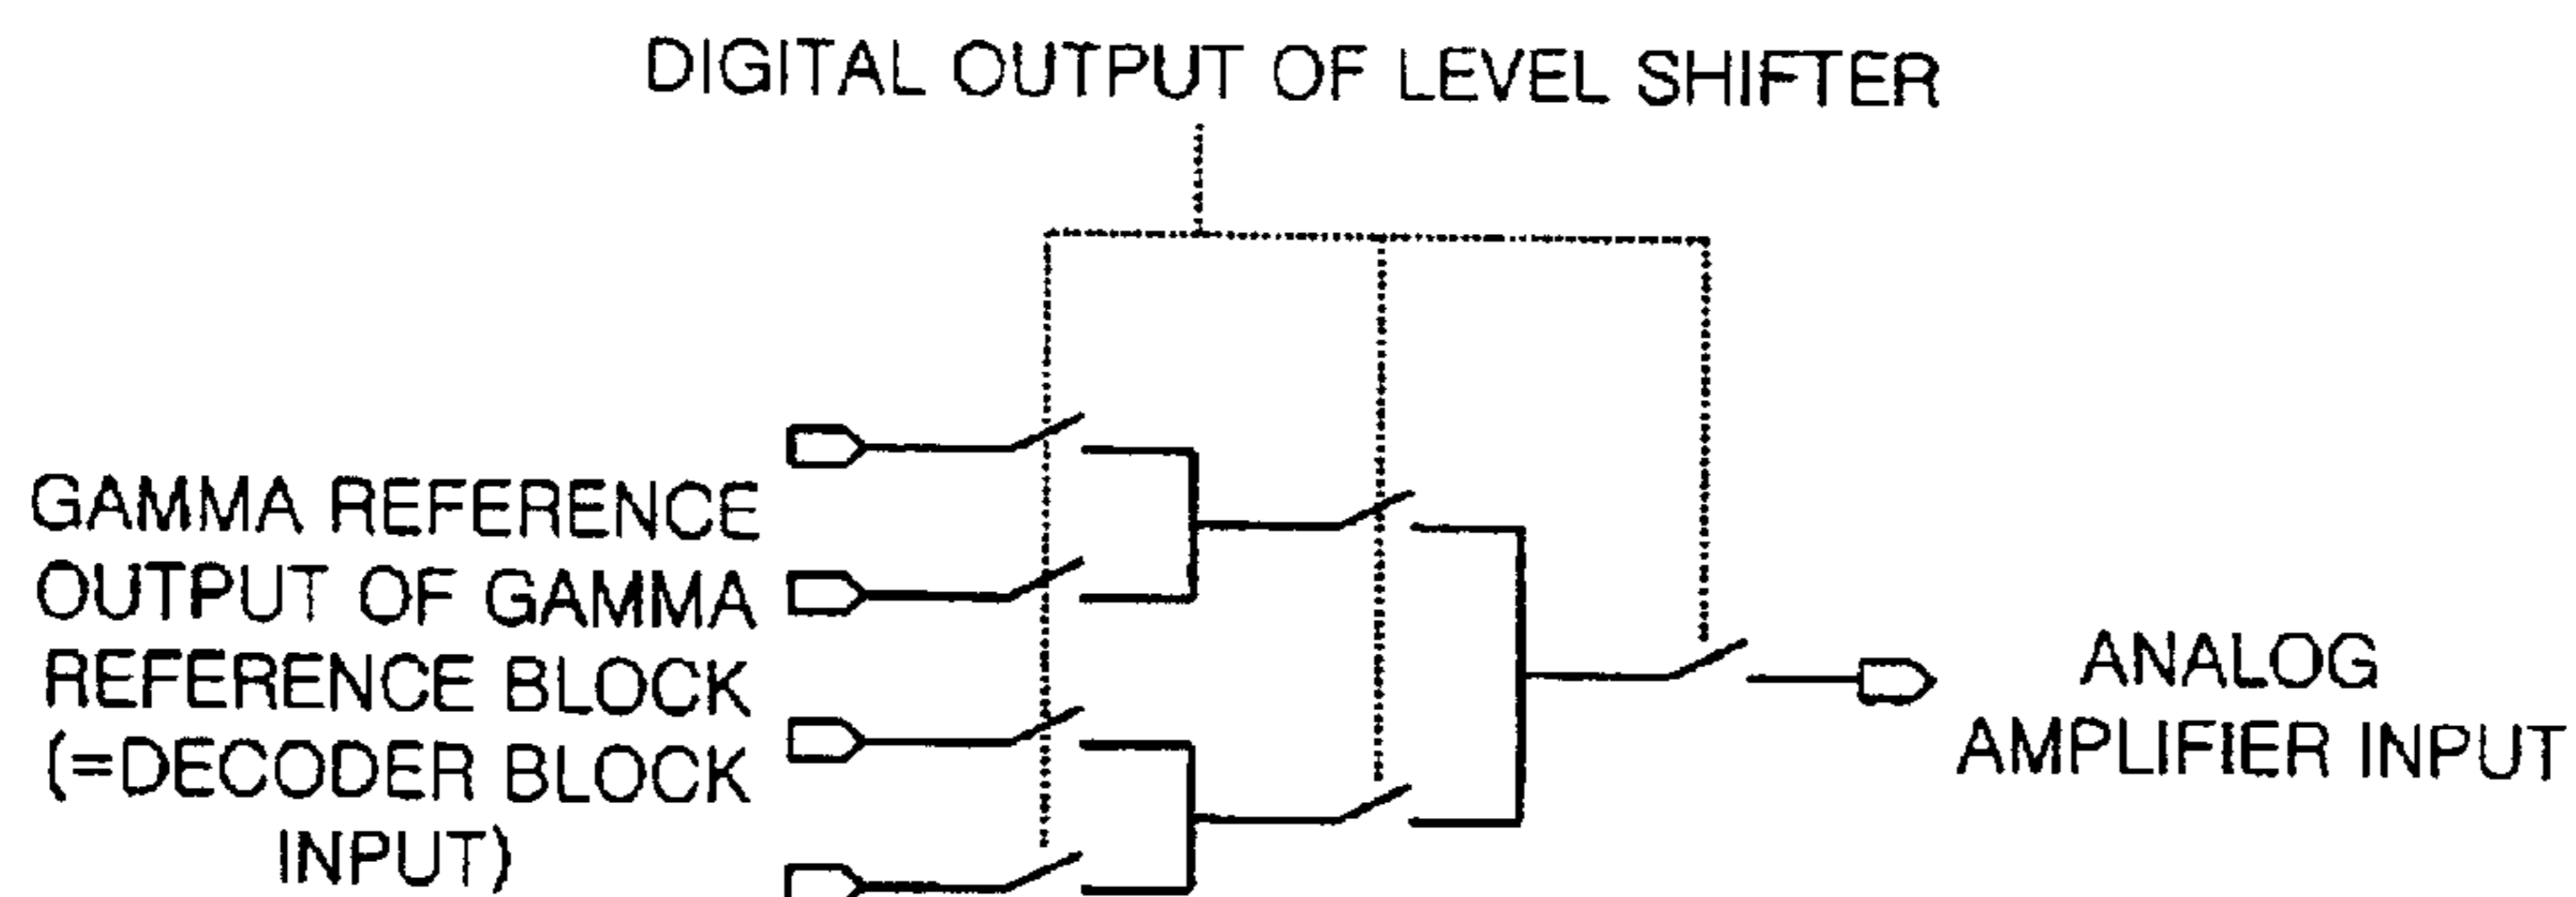 DIGITAL OUTPUT OF LEVEL SHIFTER
GAMMA REFERENCE
OUTPUT OF GAMMA
REFERENCE BLOCK
(=DECODER BLOCK
INPUT)
ANALOG
AMPLIFIER INPUT